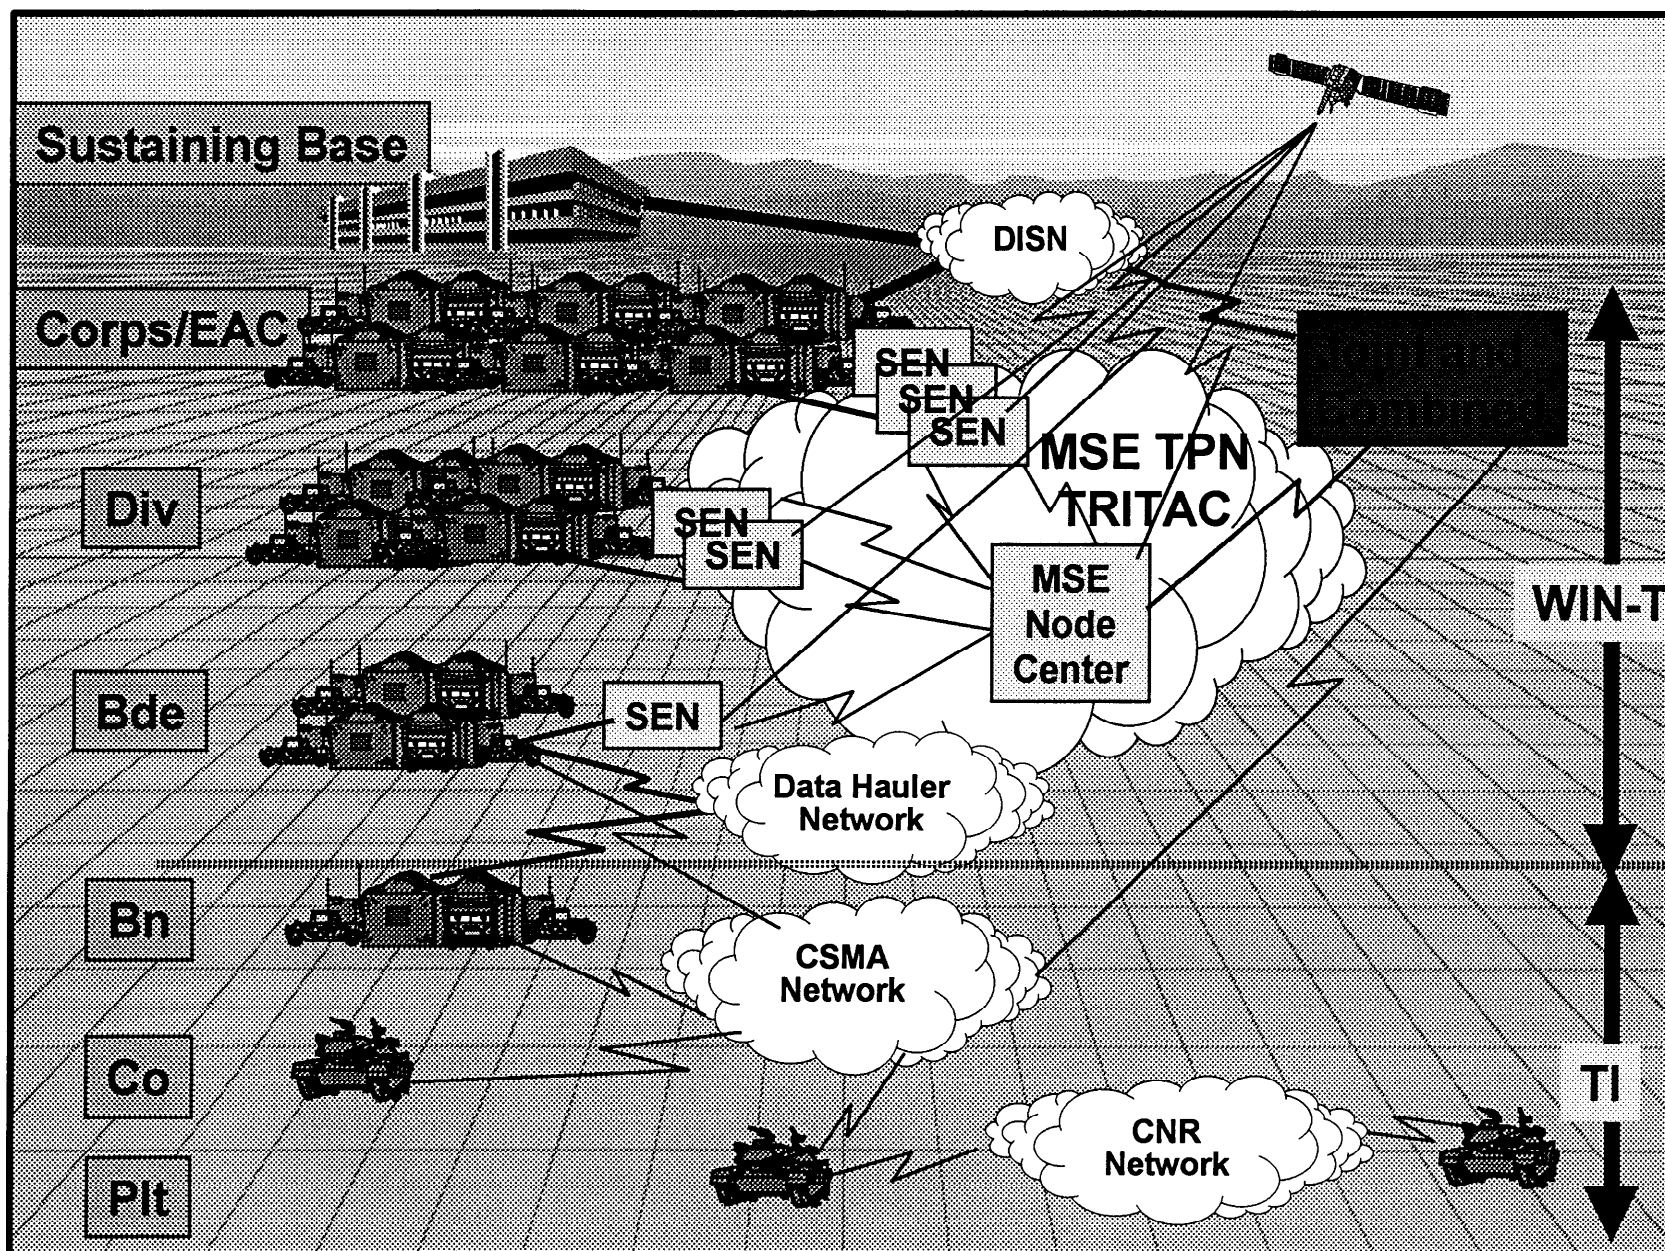 Sustaining Base
DISN
Corps/EAC
SEN
SEN
SEN
MSE TPN
TRITAC
Div
SEN
SEN
MSE
Node
Center
WIN-T
Bde
SEN
Data Hauler
Network
Bn
CSMA
Network
Co
TI
CNR
Network
Plt